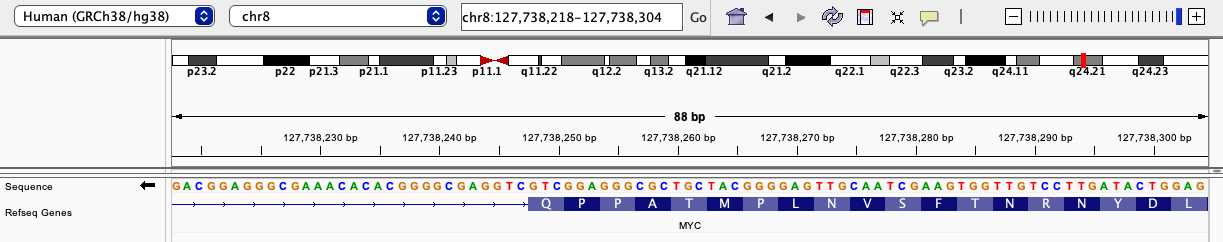 Human (GRCh38/hg38) chr8 chr8:127,738,218-127,738,304 Go
p23.2 p22 p21.3 p21.1 p11.23 p11.1 q11.22 q12.2 q13.2 q21.12 q21.2 q22.1 q22.3 q23.2 q24.11 q24.21 q24.23
88 bp
127,738,230 bp 127,738,240 bp 127,738,250 bp 127,738,260 bp 127,738,270 bp 127,738,280 bp 127,738,290 bp 127,738,300 bp
Sequence GACGGAGGGCGAAACACACGGGGCGAGGTCGTCGGAGGGCGCTGCTACGGGGAGTTGCAATCGAAGTGGTTGTCCTTGATACTGGAG
Refseq Genes Q P P A T M P L N V S F T N R N Y D L
MYC